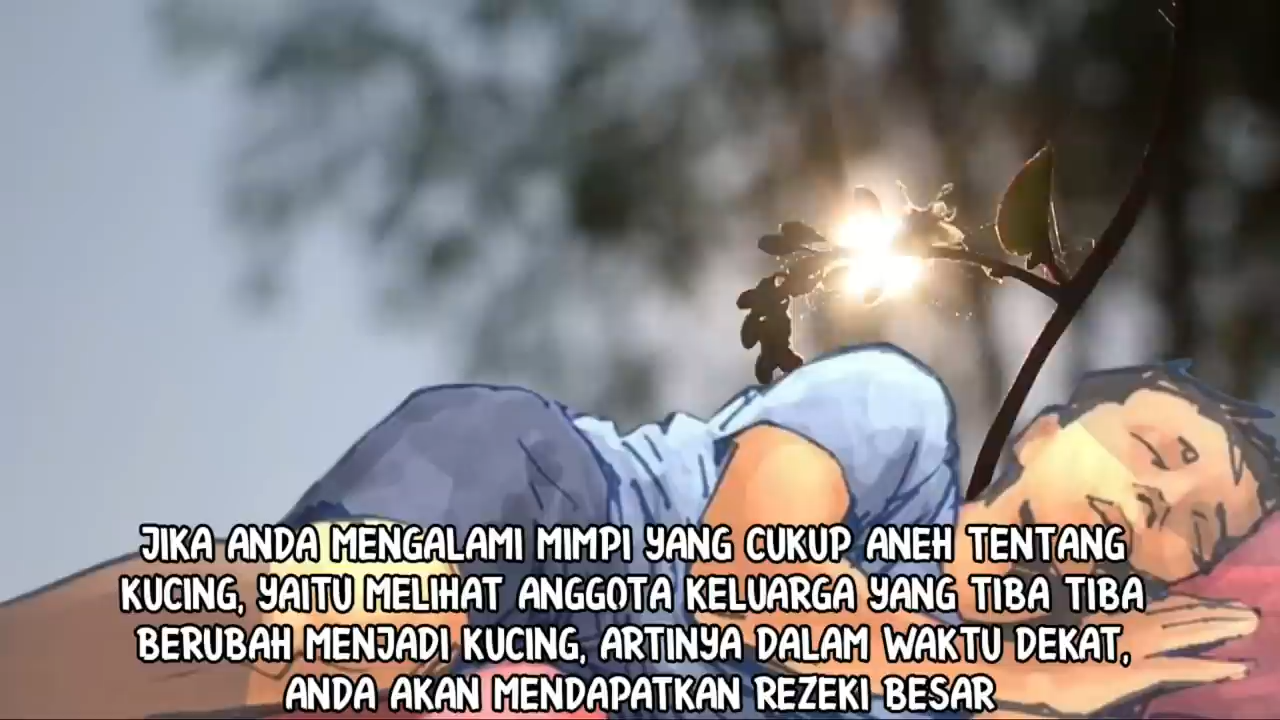 JIKA ANDA MENGALAMI MIMPI YANG CUKUP ANEH TENTANG
KUCING, YAITU MELIHAT ANGGOTA KELUARGA YANG TIBA TIBA
BERUBAH MENJADI KUCING, ARTINYA DALAM WAKTU DEKAT,
ANDA AKAN MENDAPATKAN REZEKI BESAR